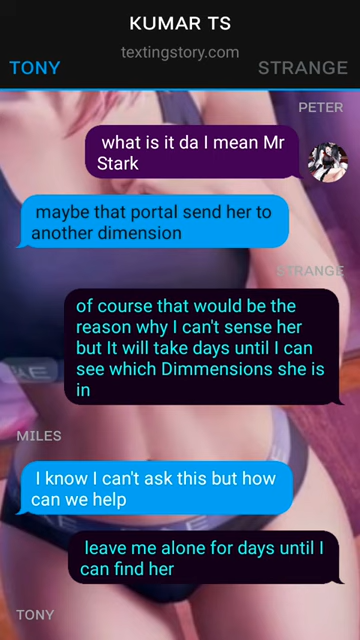 KUMAR TS
textingstory.com
TONY
STRANGE
PETER
what is it da I mean Mr
Stark
maybe that portal send her to
another dimension
STRANGE
of course that would be the
reason why I can't sense her
but It will take days until I can
see which Dimmensions she is
in
MILES
I know I can't ask this but how
can we help
leave me alone for days until I
can find her
TONY